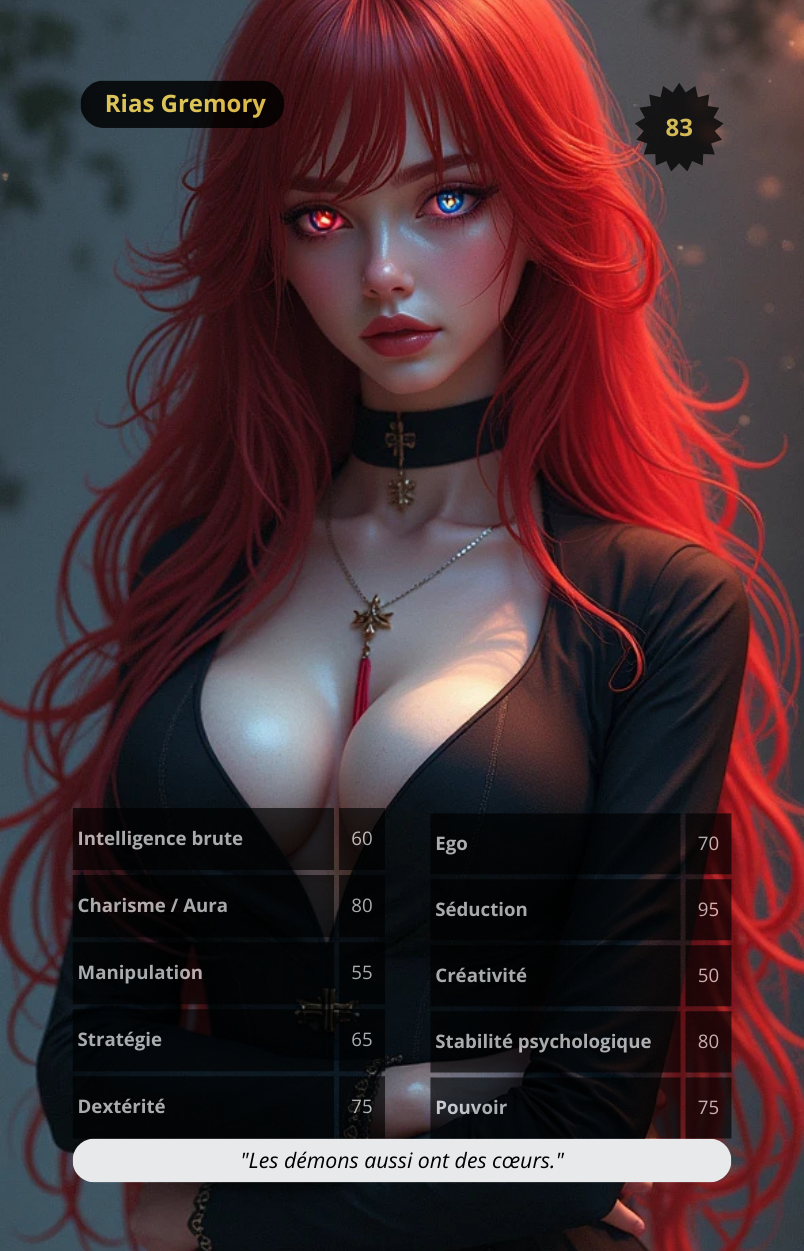 Rias Gremory
83
Intelligence brute 60
Charisme / Aura 80
Manipulation 55
Stratégie 65
Dextérité 75
Ego 70
Séduction 95
Créativité 50
Stabilité psychologique 80
Pouvoir 75
"Les démons aussi ont des cœurs."